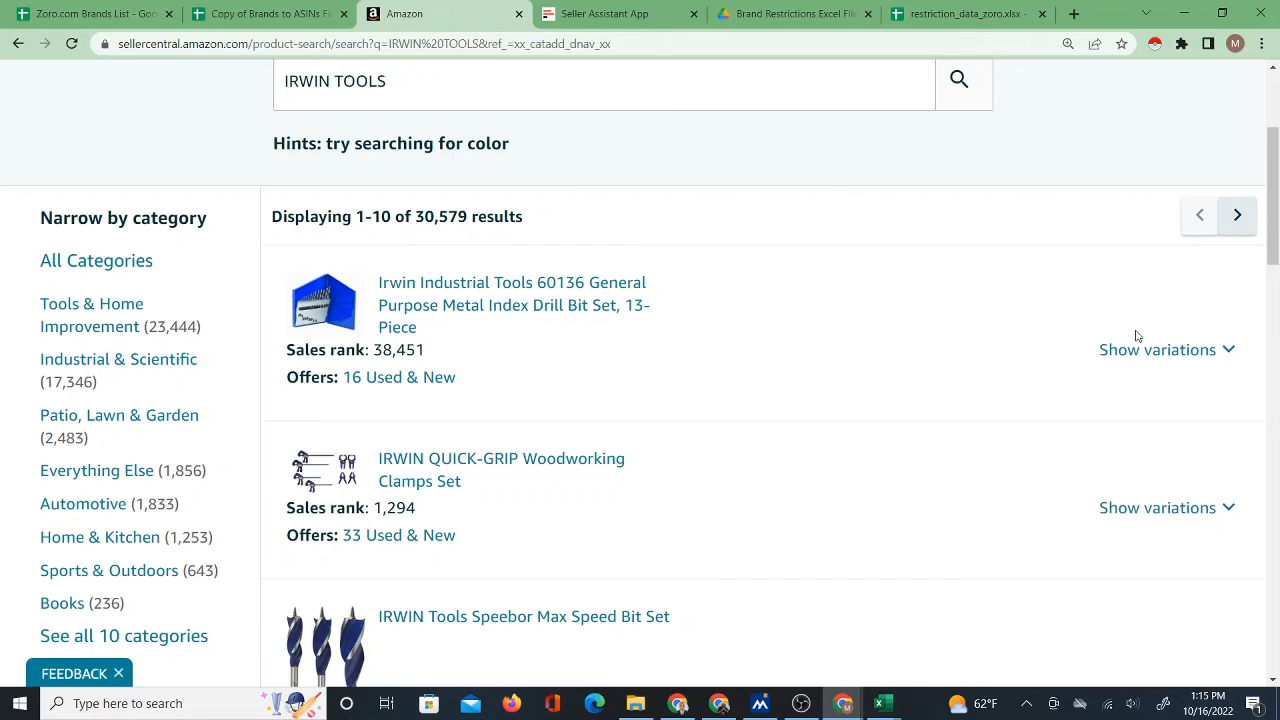 Zoro.com Brands List - Goo
Copy of Brands to ASINs Fi
Amazon
Seller Assistant App
Brand Restrictions Excel File
restriction_data_zoro.xlsx -
sellercentral.amazon.com/product-search/search?q=IRWIN%20TOOLS&ref_=xx_catadd_dnav_xx
M
IRWIN TOOLS
Hints: try searching for color
Narrow by category
All Categories
Tools & Home
Improvement (23,444)
Industrial & Scientific
(17,346)
Patio, Lawn & Garden
(2,483)
Everything Else (1,856)
Automotive (1,833)
Home & Kitchen (1,253)
Sports & Outdoors (643)
Books (236)
See all 10 categories
FEEDBACK
Displaying 1-10 of 30,579 results
Irwin Industrial Tools 60136 General
Purpose Metal Index Drill Bit Set, 13-
Piece
Sales rank: 38,451
Show variations
Offers: 16 Used & New
IRWIN QUICK-GRIP Woodworking
Clamps Set
Sales rank: 1,294
Show variations
Offers: 33 Used & New
IRWIN Tools Speebor Max Speed Bit Set
Type here to search
62°F
1:15 PM
10/16/2022